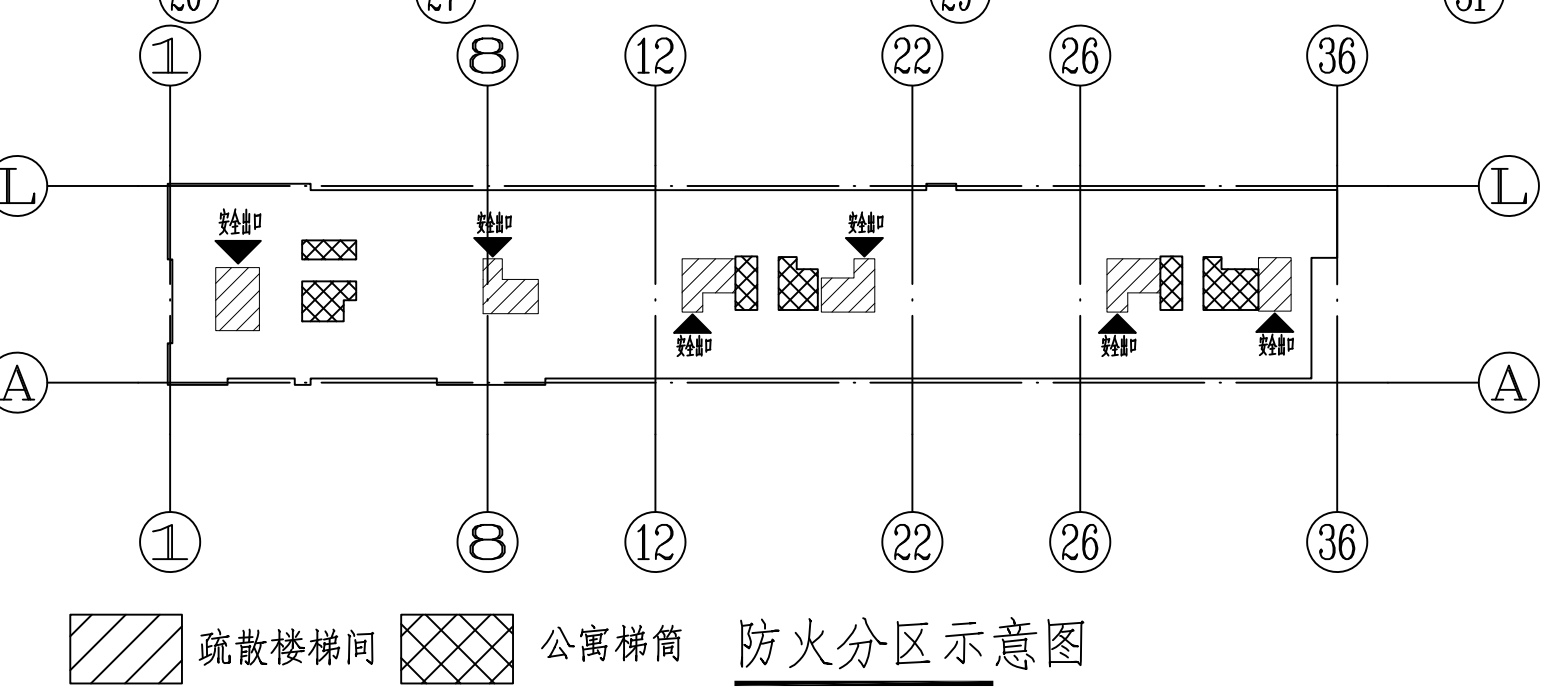 1 8 12 22 26 36
L L
安全出口 安全出口 安全出口
安全出口 安全出口 安全出口
A A
1 8 12 22 26 36
疏散楼梯间 公寓梯筒 防火分区示意图